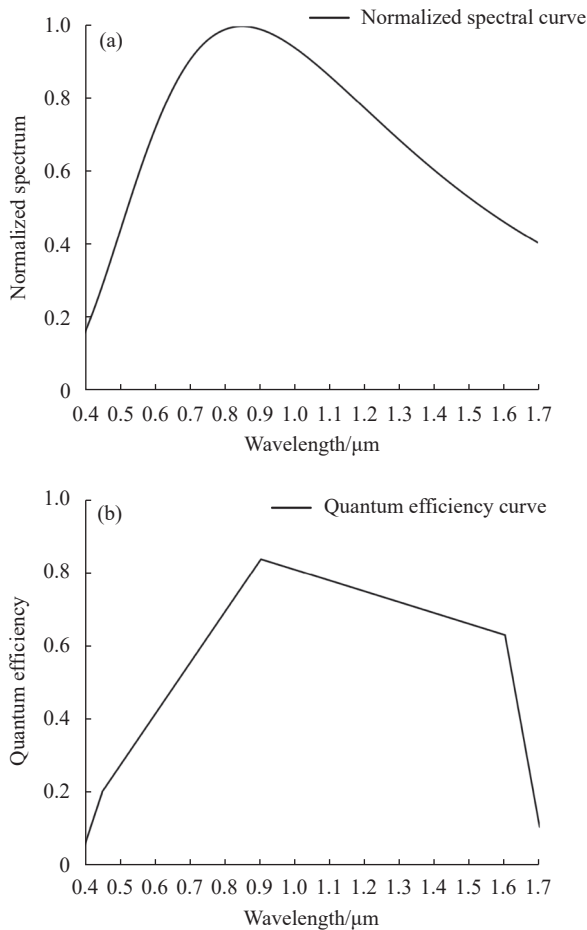 Normalized spectral curve
(a)
1.0
0.8
0.6
0.4
0.2
0
Normalized spectrum
0.4 0.5 0.6 0.7 0.8 0.9 1.0 1.1 1.2 1.3 1.4 1.5 1.6 1.7
Wavelength/μm
Quantum efficiency curve
(b)
1.0
0.8
0.6
0.4
0.2
0
Quantum efficiency
0.4 0.5 0.6 0.7 0.8 0.9 1.0 1.1 1.2 1.3 1.4 1.5 1.6 1.7
Wavelength/μm